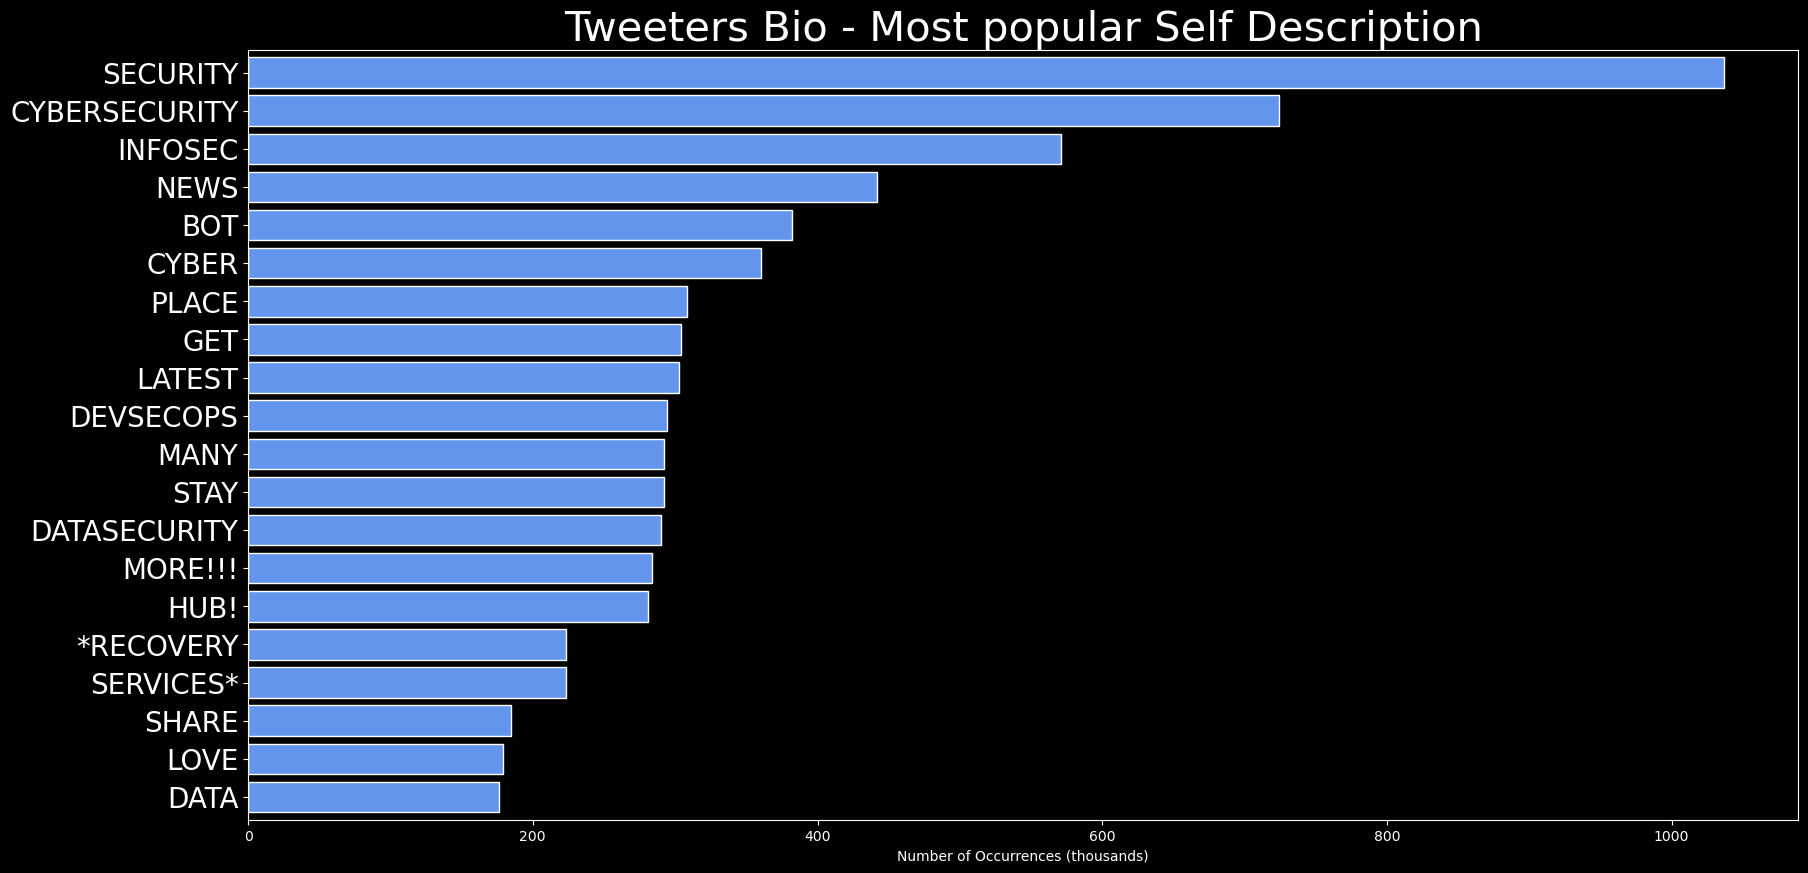 Tweeters Bio - Most popular Self Description
SECURITY
CYBERSECURITY
INFOSEC
NEWS
BOT
CYBER
PLACE
GET
LATEST
DEVSECOPS
MANY
STAY
DATASECURITY
MORE!!!
HUB!
*RECOVERY
SERVICES*
SHARE
LOVE
DATA
0 200 400 600 800 1000
Number of Occurrences (thousands)